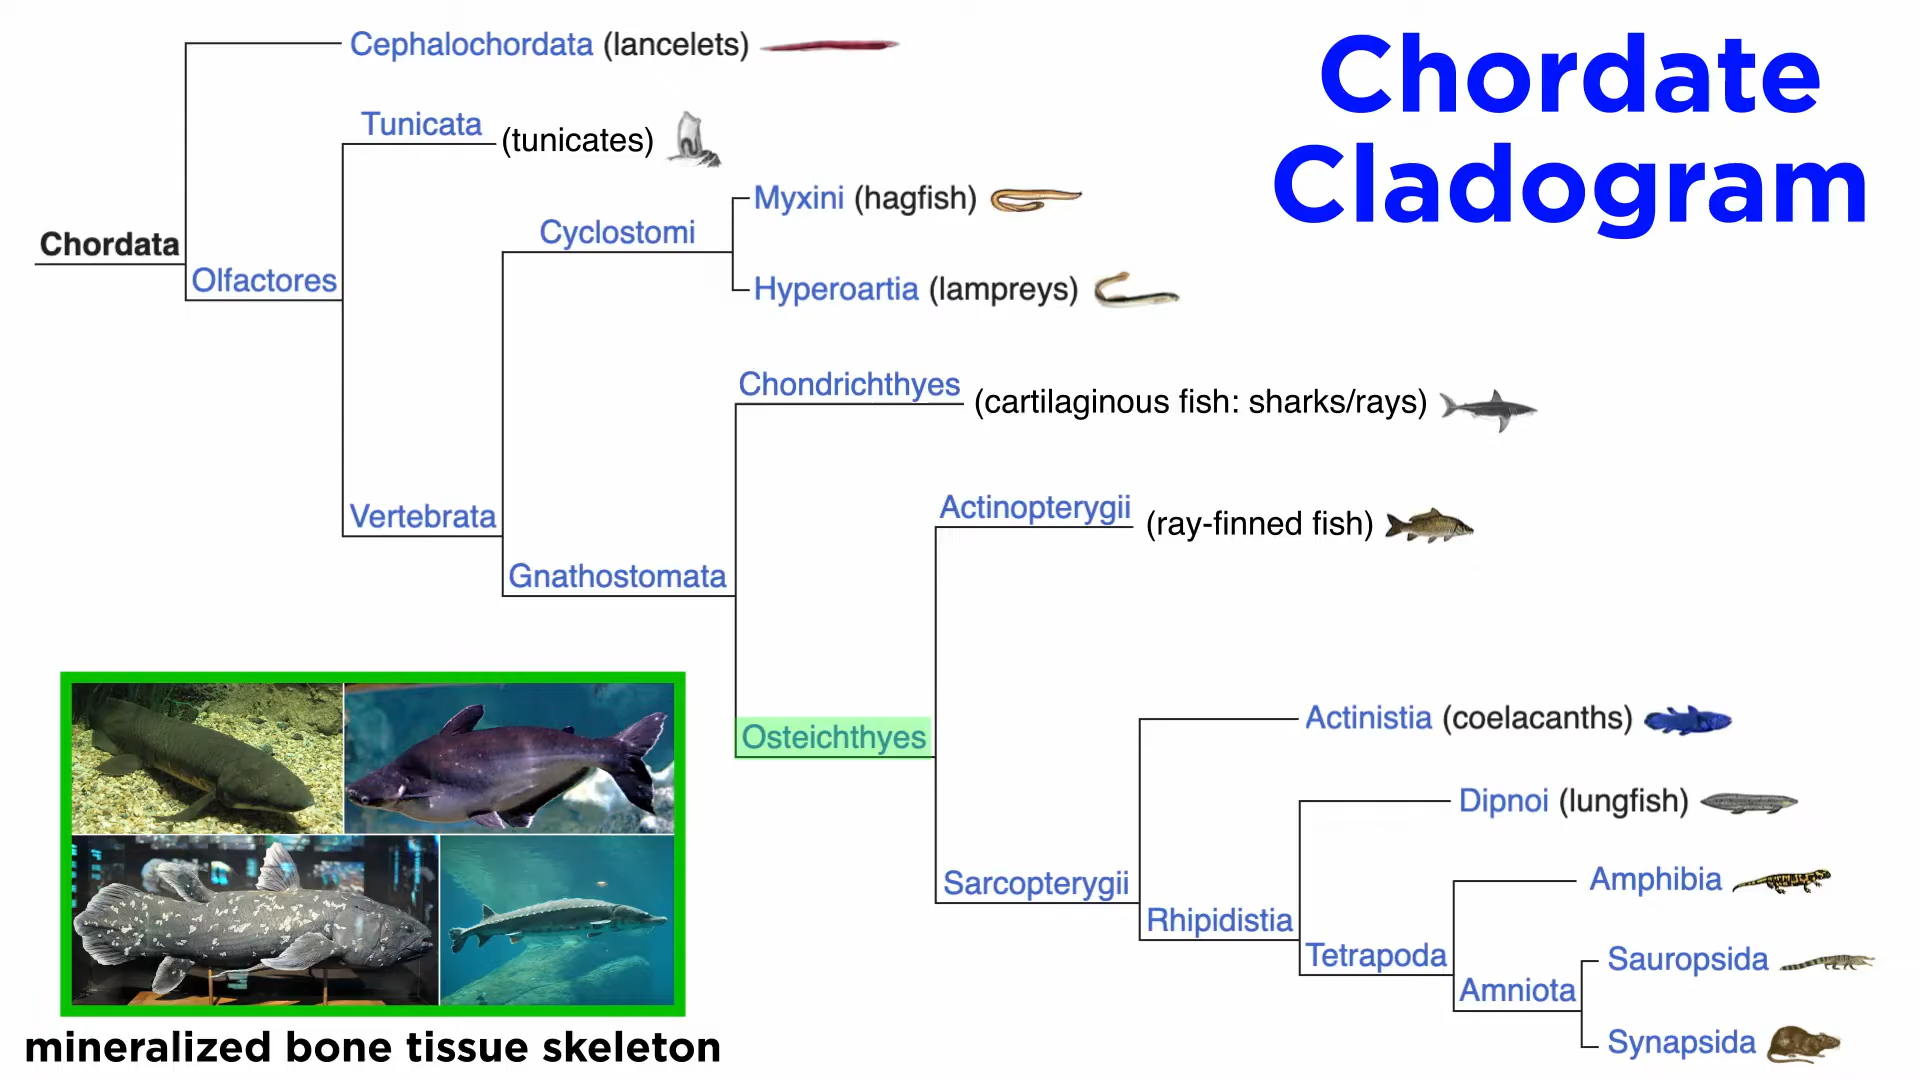 Chordate
Cladogram
Cephalochordata (lancelets)
Tunicata
(tunicates)
Myxini (hagfish)
Cyclostomi
Chordata
Olfactores
Hyperoartia (lampreys)
Chondrichthyes
(cartilaginous fish: sharks/rays)
Actinopterygii
(ray-finned fish)
Vertebrata
Gnathostomata
Osteichthyes
Actinistia (coelacanths)
Dipnoi (lungfish)
Sarcopterygii
Amphibia
Rhipidistia
Tetrapoda
Sauropsida
Amniota
Synapsida
mineralized bone tissue skeleton